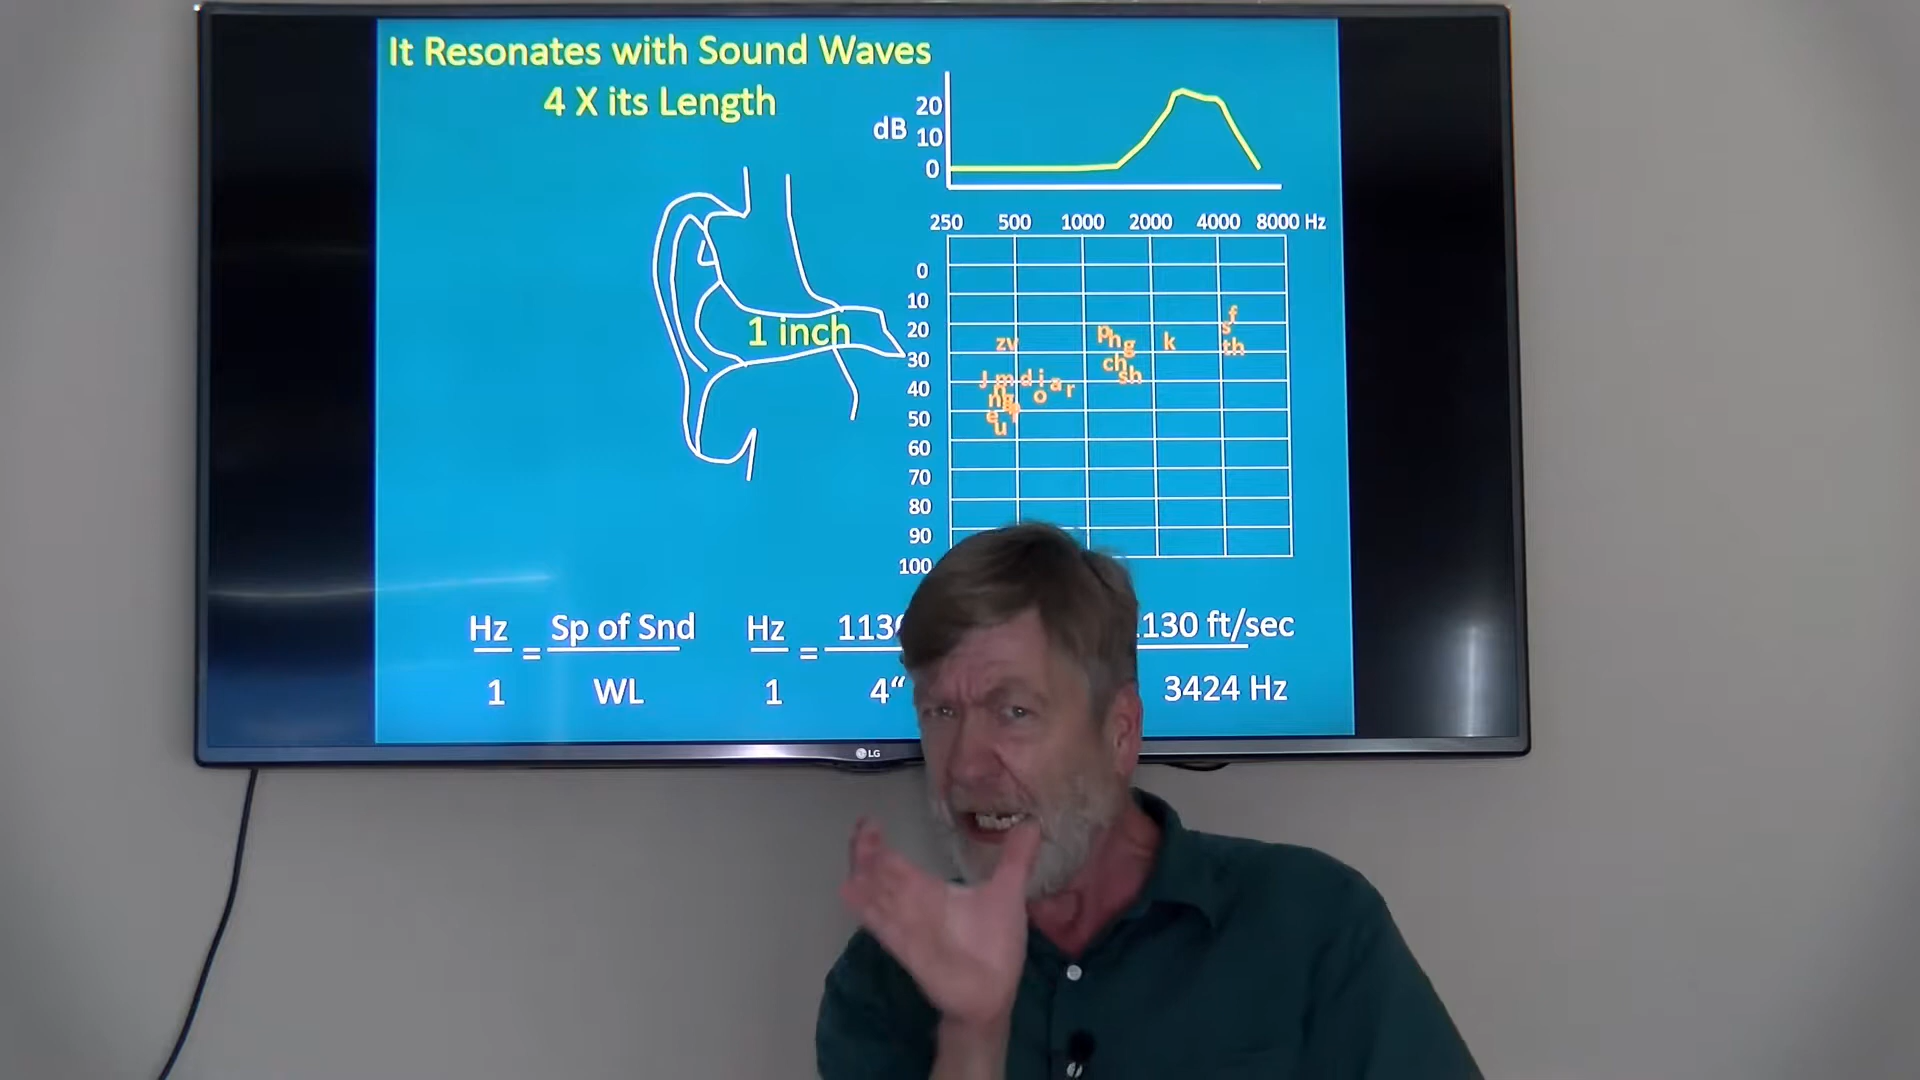 It Resonates with Sound Waves
4 X its Length
dB
20
10
0
250 500 1000 2000 4000 8000 Hz
0
10
20
30
40
50
60
70
80
90
100
1 inch
f
s
th
zv
p
h
g
k
ch
sh
J m d i a r
n
o
ng
e
l
u
Hz
1
=
Sp of Snd
WL
Hz
1
=
113
4“
130 ft/sec
3424 Hz
LG